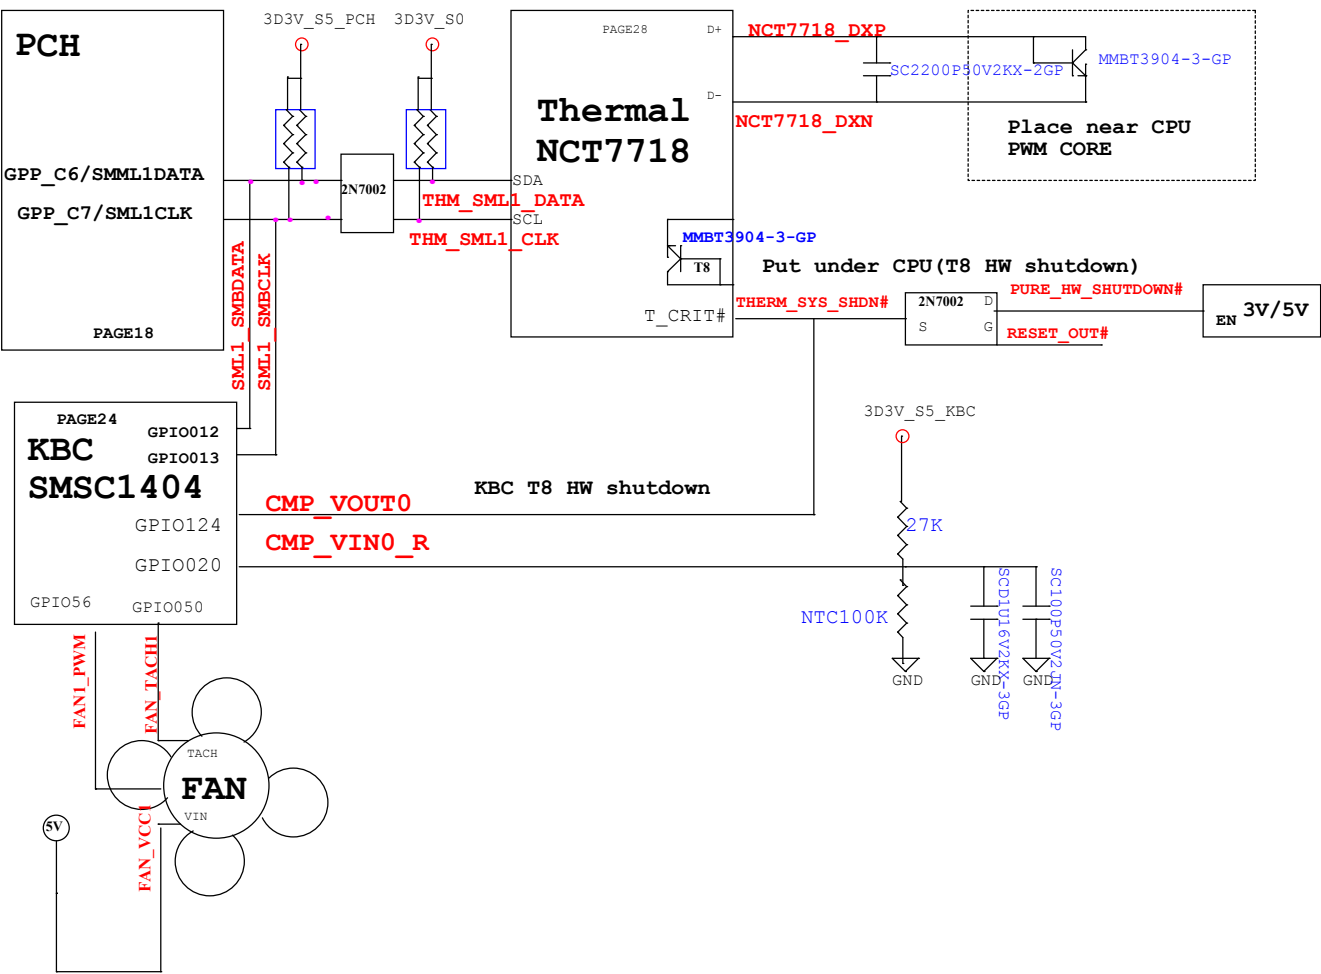 3D3V_S5_PCH
3D3V_S0
PCH
GPP_C6/SMML1DATA
GPP_C7/SML1CLK
PAGE18
2N7002
PAGE28
D+
D-
Thermal
NCT7718
SDA
SCL
THM_SML1_DATA
THM_SML1_CLK
NCT7718_DXP
SC2200P50V2KX-2GP
NCT7718_DXN
MMBT3904-3-GP
Place near CPU
PWM CORE
MMBT3904-3-GP
T8
Put under CPU(T8 HW shutdown)
T_CRIT#
THERM_SYS_SHDN#
2N7002
D
S
G
PURE_HW_SHUTDOWN#
RESET_OUT#
EN 3V/5V
SML1_SMBDATA
SML1_SMBCLK
PAGE24
KBC
SMSC1404
GPIO012
GPIO013
GPIO124
GPIO020
GPIO56
GPIO050
CMP_VOUT0
KBC T8 HW shutdown
CMP_VIN0_R
3D3V_S5_KBC
27K
NTC100K
SCD1U16V2KX-3GP
SC100P50V2JN-3GP
GND
GND
GND
FAN1_PWM
FAN_TACH1
TACH
FAN
VIN
FAN_VCC1
5V